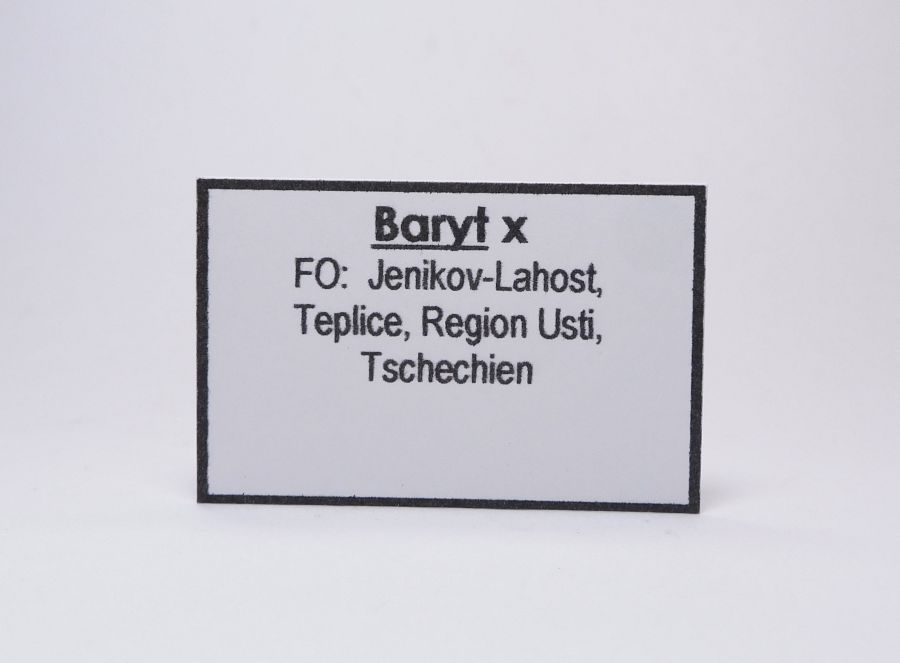 Baryt x
FO: Jenikov-Lahost,
Teplice, Region Usti,
Tschechien